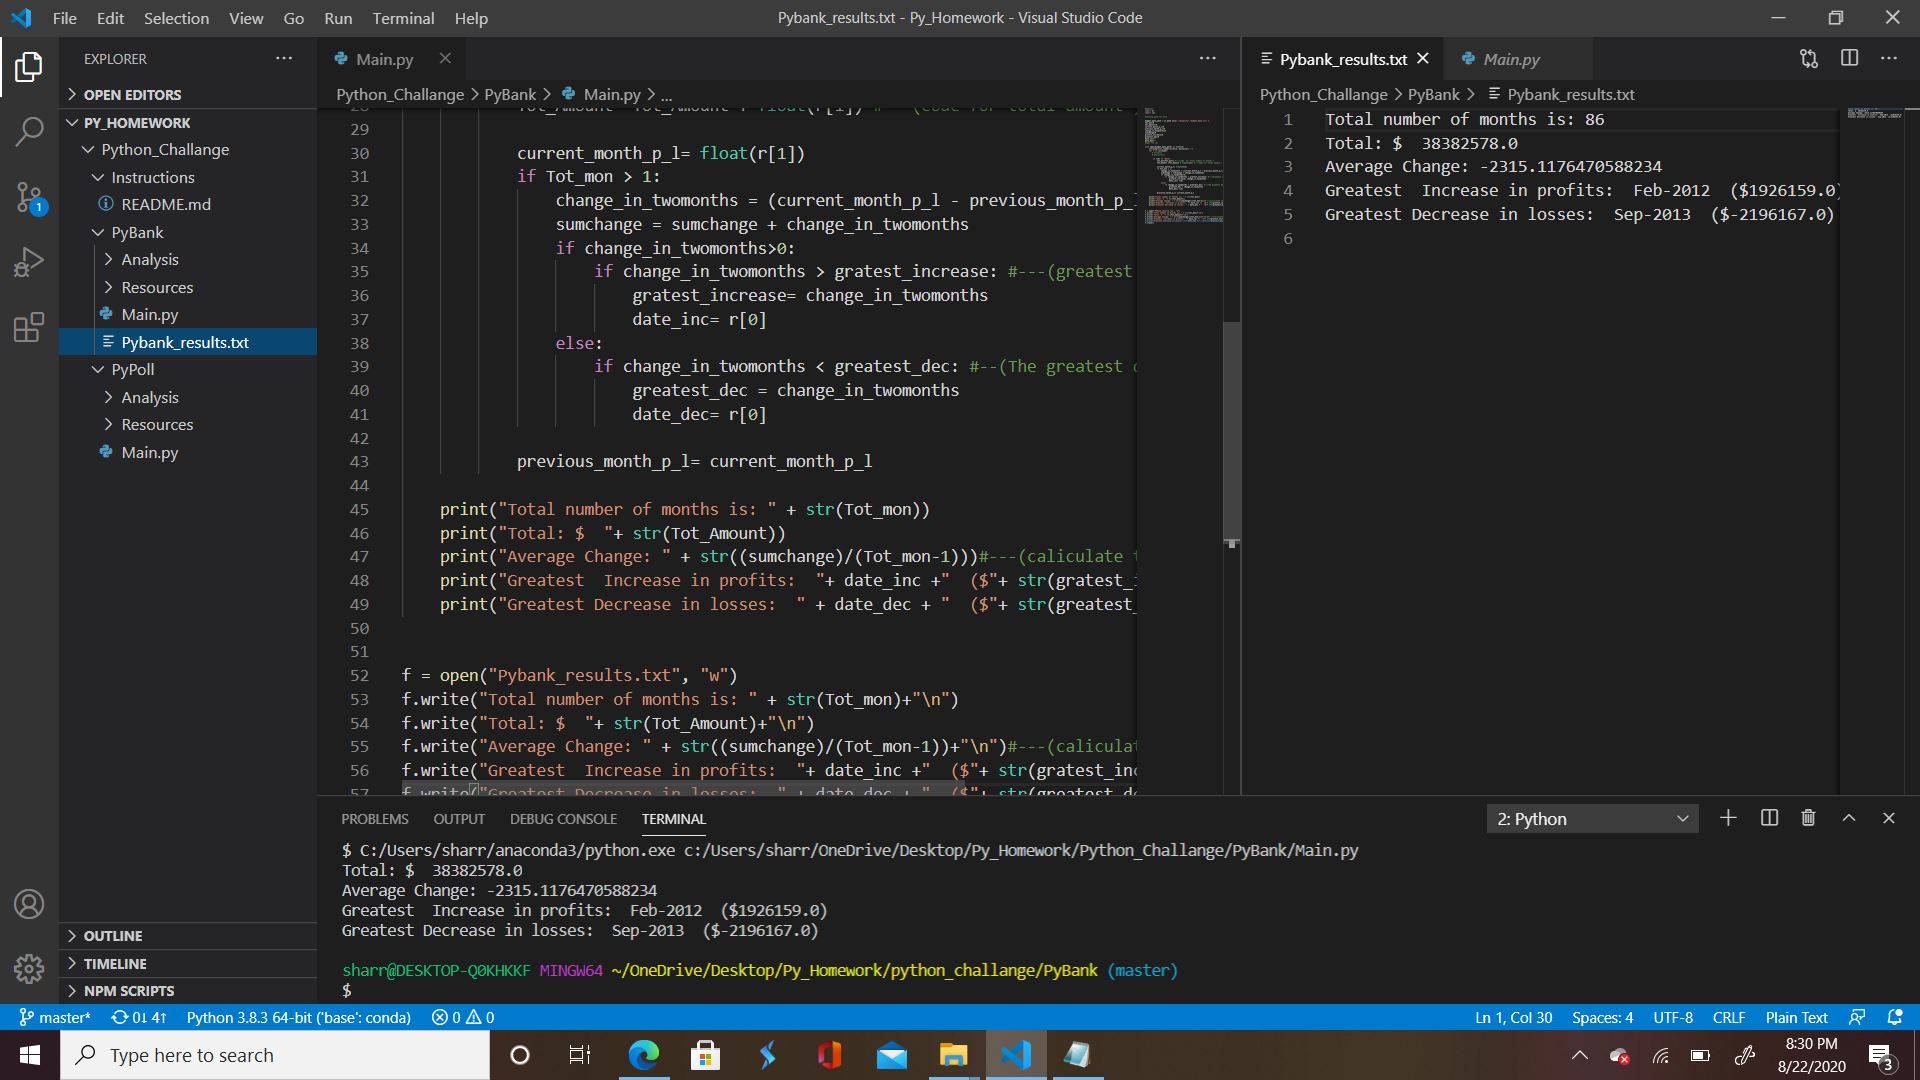 File Edit Selection View Go Run Terminal Help
Pybank_results.txt - Py_Homework - Visual Studio Code
EXPLORER
OPEN EDITORS
PY_HOMEWORK
Python_Challange
Instructions
README.md
PyBank
Analysis
Resources
Main.py
Pybank_results.txt
PyPoll
Analysis
Resources
Main.py
OUTLINE
TIMELINE
NPM SCRIPTS
1
Main.py
Python_Challange > PyBank > Main.py > ...
29
30 current_month_p_l= float(r[1])
31 if Tot_mon > 1:
32 change_in_twomonths = (current_month_p_l - previous_month_p_l
33 sumchange = sumchange + change_in_twomonths
34 if change_in_twomonths>0:
35 if change_in_twomonths > gratest_increase: #---(greatest
36 gratest_increase= change_in_twomonths
37 date_inc= r[0]
38 else:
39 if change_in_twomonths < greatest_dec: #--(The greatest
40 greatest_dec = change_in_twomonths
41 date_dec= r[0]
42
43 previous_month_p_l= current_month_p_l
44
45 print("Total number of months is: " + str(Tot_mon))
46 print("Total: $  "+ str(Tot_Amount))
47 print("Average Change: " + str((sumchange)/(Tot_mon-1)))#---(caliculate
48 print("Greatest  Increase in profits:  "+ date_inc +"  ($"+ str(gratest_i
49 print("Greatest Decrease in losses:  " + date_dec + "  ($"+ str(greatest_
50
51
52 f = open("Pybank_results.txt", "w")
53 f.write("Total number of months is: " + str(Tot_mon)+"\n")
54 f.write("Total: $  "+ str(Tot_Amount)+"\n")
55 f.write("Average Change: " + str((sumchange)/(Tot_mon-1))+"\n")#---(caliculat
56 f.write("Greatest  Increase in profits:  "+ date_inc +"  ($"+ str(gratest_inc
57 f.write("Greatest Decrease in losses:  " + date_dec + "  ($"+ str(greatest_de
Pybank_results.txt Main.py
Python_Challange > PyBank > Pybank_results.txt
1 Total number of months is: 86
2 Total: $  38382578.0
3 Average Change: -2315.1176470588234
4 Greatest  Increase in profits:  Feb-2012  ($1926159.0)
5 Greatest Decrease in losses:  Sep-2013  ($-2196167.0)
6
PROBLEMS OUTPUT DEBUG CONSOLE TERMINAL
2: Python
$ C:/Users/sharr/anaconda3/python.exe c:/Users/sharr/OneDrive/Desktop/Py_Homework/Python_Challange/PyBank/Main.py
Total: $  38382578.0
Average Change: -2315.1176470588234
Greatest  Increase in profits:  Feb-2012  ($1926159.0)
Greatest Decrease in losses:  Sep-2013  ($-2196167.0)
sharr@DESKTOP-Q0KHKKF MINGW64 ~/OneDrive/Desktop/Py_Homework/python_challange/PyBank (master)
$
master* 0↓ 4↑ Python 3.8.3 64-bit ('base': conda) 0 0
Ln 1, Col 30 Spaces: 4 UTF-8 CRLF Plain Text
Type here to search
8:30 PM
8/22/2020
3